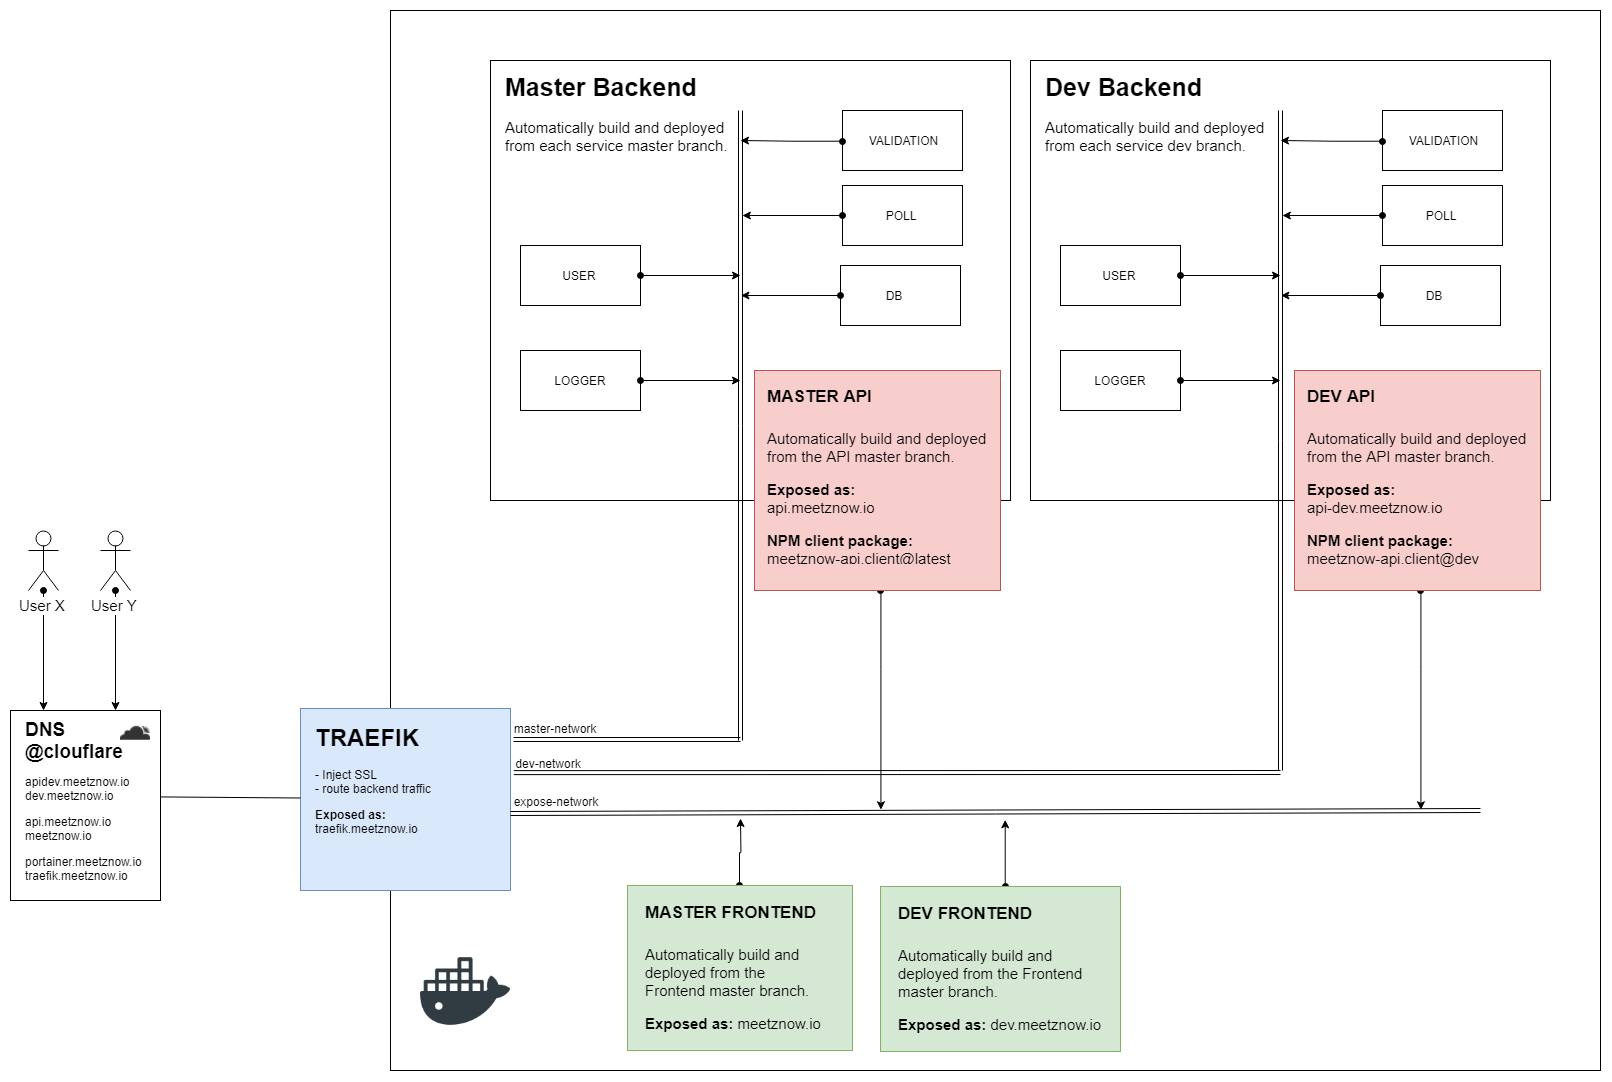 Master Backend
Automatically build and deployed
from each service master branch.
VALIDATION
POLL
USER
DB
LOGGER
MASTER API
Automatically build and deployed
from the API master branch.
Exposed as:
api.meetznow.io
NPM client package:
meetznow-api.client@latest
Dev Backend
Automatically build and deployed
from each service dev branch.
VALIDATION
POLL
USER
DB
LOGGER
DEV API
Automatically build and deployed
from the API master branch.
Exposed as:
api-dev.meetznow.io
NPM client package:
meetznow-api.client@dev
User X
User Y
DNS
@clouflare
apidev.meetznow.io
dev.meetznow.io
api.meetznow.io
meetznow.io
portainer.meetznow.io
traefik.meetznow.io
TRAEFIK
- Inject SSL
- route backend traffic
Exposed as:
traefik.meetznow.io
master-network
dev-network
expose-network
MASTER FRONTEND
Automatically build and
deployed from the
Frontend master branch.
Exposed as: meetznow.io
DEV FRONTEND
Automatically build and
deployed from the Frontend
master branch.
Exposed as: dev.meetznow.io